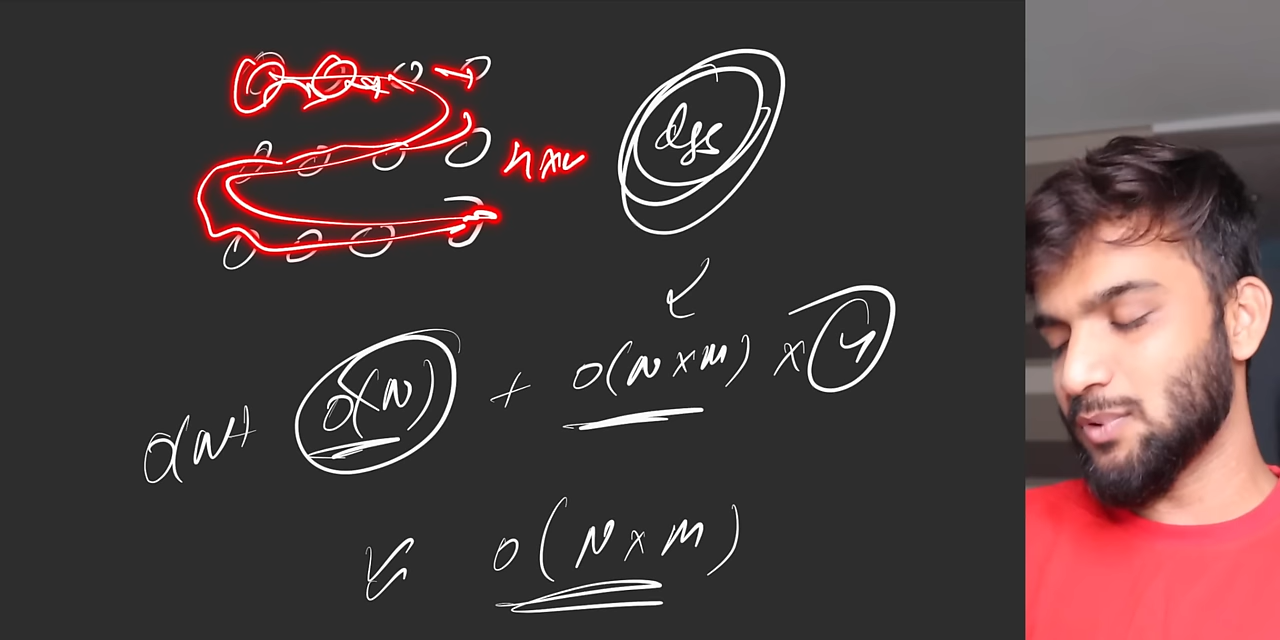 n x m
dfs
O(N + O(N) + O(N x M) x 4
≈ O(N x M)